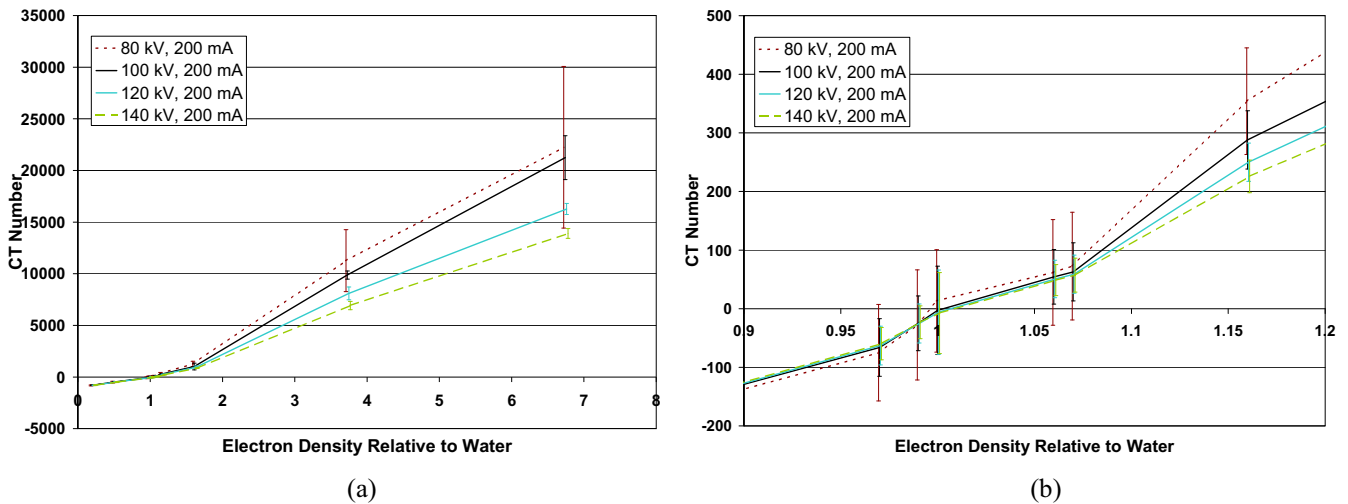 35000
30000
25000
20000
15000
10000
5000
0
-5000
CT Number
80 kV, 200 mA
100 kV, 200 mA
120 kV, 200 mA
140 kV, 200 mA
0 1 2 3 4 5 6 7 8
Electron Density Relative to Water
(a)
500
400
300
200
100
0
-100
-200
CT Number
80 kV, 200 mA
100 kV, 200 mA
120 kV, 200 mA
140 kV, 200 mA
0.9 0.95 1.05 1.1 1.15 1.2
Electron Density Relative to Water
(b)